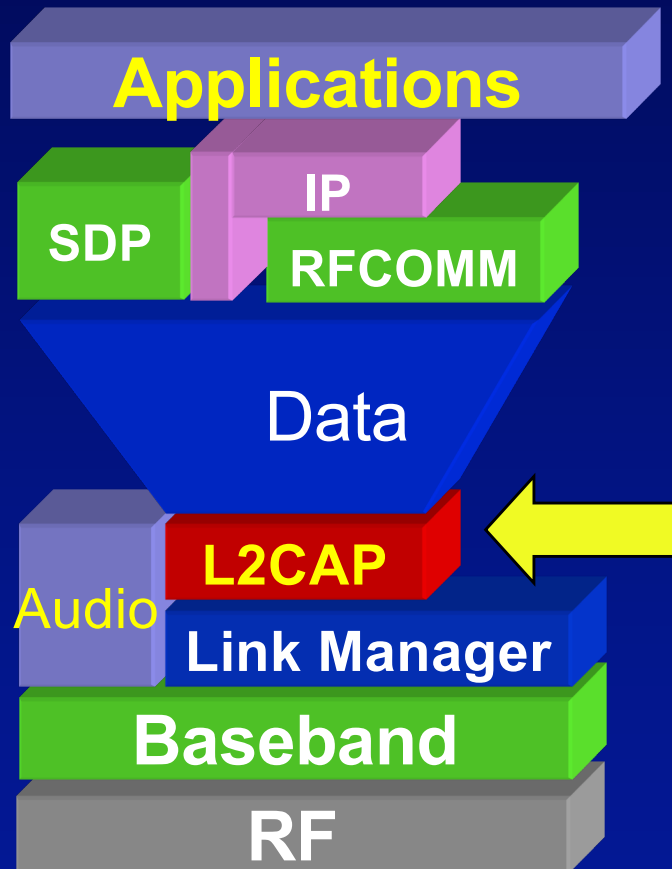 Applications
IP
SDP
RFCOMM
Data
L2CAP
Audio
Link Manager
Baseband
RF